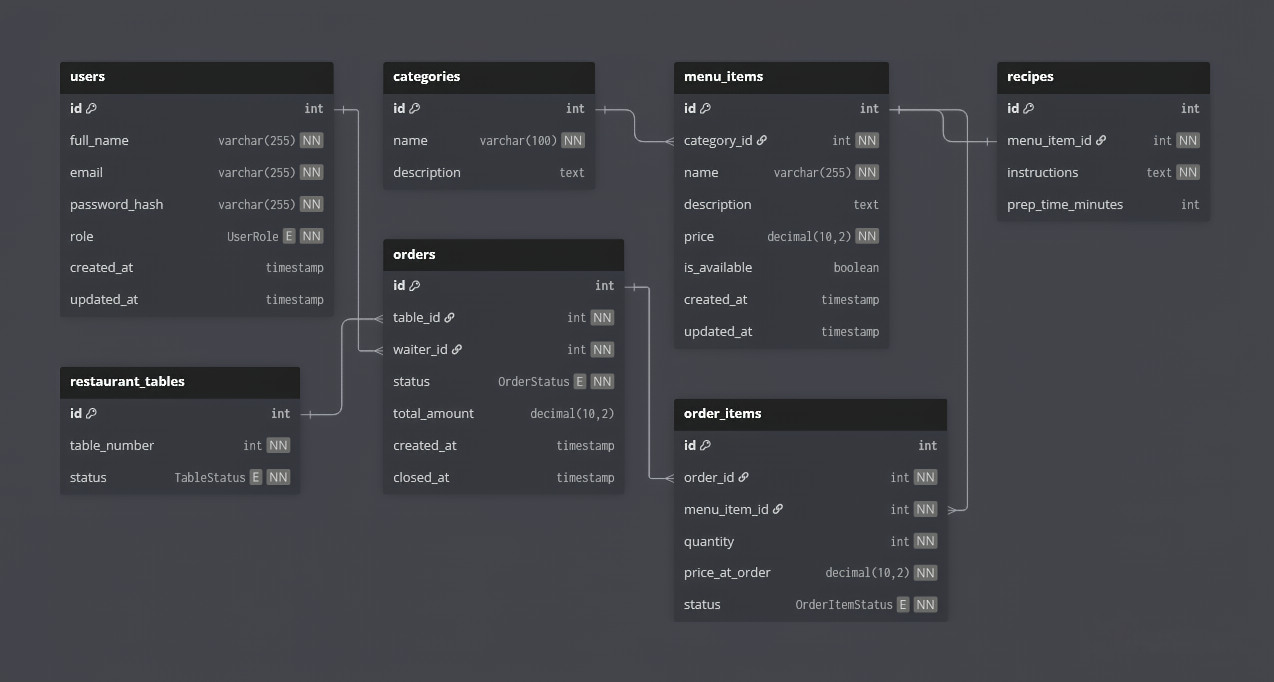 users
id int
full_name varchar(255) NN
email varchar(255) NN
password_hash varchar(255) NN
role UserRole E NN
created_at timestamp
updated_at timestamp
restaurant_tables
id int
table_number int NN
status TableStatus E NN
categories
id int
name varchar(100) NN
description text
orders
id int
table_id int NN
waiter_id int NN
status OrderStatus E NN
total_amount decimal(10,2)
created_at timestamp
closed_at timestamp
menu_items
id int
category_id int NN
name varchar(255) NN
description text
price decimal(10,2) NN
is_available boolean
created_at timestamp
updated_at timestamp
order_items
id int
order_id int NN
menu_item_id int NN
quantity int NN
price_at_order decimal(10,2) NN
status OrderItemStatus E NN
recipes
id int
menu_item_id int NN
instructions text NN
prep_time_minutes int